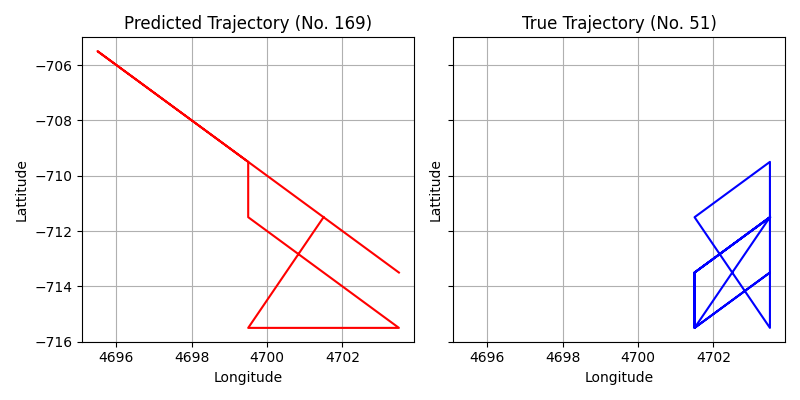 Predicted Trajectory (No. 169)
True Trajectory (No. 51)
Lattitude
−706
−708
−710
−712
−714
−716
4696
4698
4700
4702
Longitude
Lattitude
4696
4698
4700
4702
Longitude